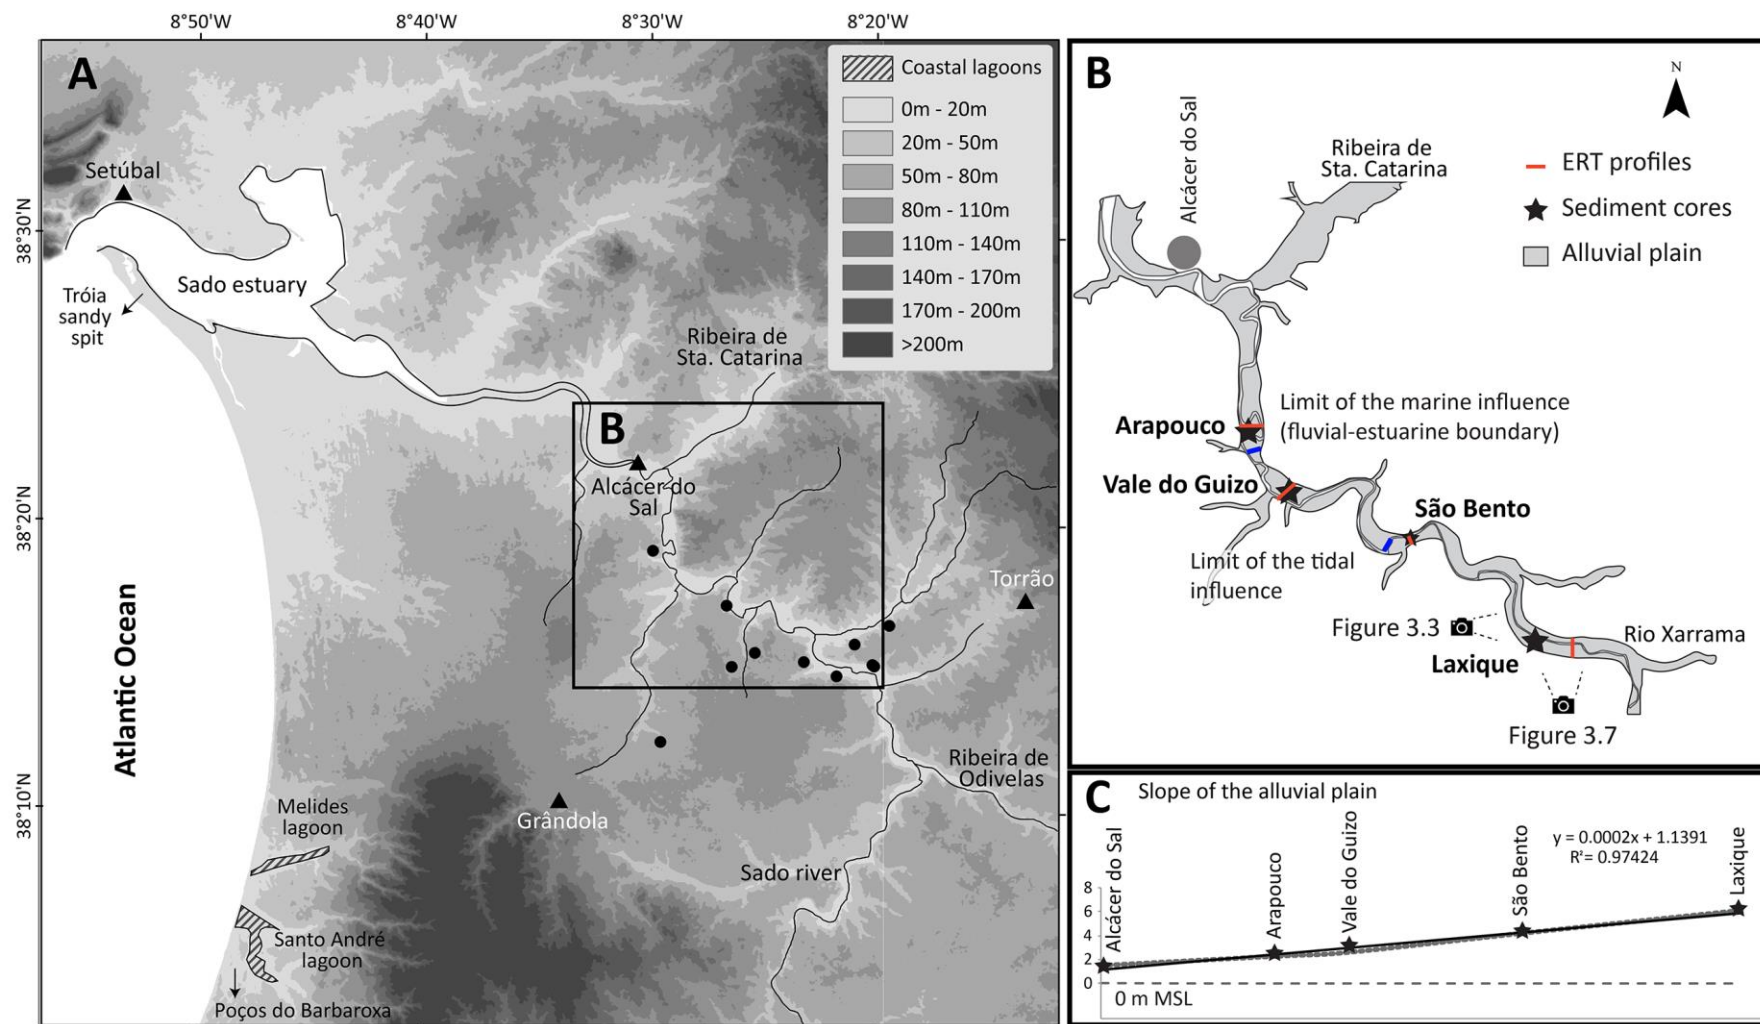 8°50'W
8°40'W
8°30'W
8°20'W
38°30'N
38°20'N
38°10'N
A
Coastal lagoons
0m - 20m
20m - 50m
50m - 80m
80m - 110m
110m - 140m
140m - 170m
170m - 200m
>200m
Setúbal
Sado estuary
Tróia
sandy
spit
Ribeira de
Sta. Catarina
B
Alcácer do
Sal
Torrão
Atlantic Ocean
Grândola
Ribeira de
Odivelas
Melides
lagoon
Sado river
Santo André
lagoon
Poços do Barbaroxa
B
N
Alcácer do Sal
Ribeira de
Sta. Catarina
ERT profiles
Sediment cores
Alluvial plain
Arapouco
Limit of the marine influence
(fluvial-estuarine boundary)
Vale do Guizo
São Bento
Limit of the tidal
influence
Figure 3.3
Rio Xarrama
Laxique
Figure 3.7
C
Slope of the alluvial plain
y = 0.0002x + 1.1391
R² = 0.97424
8
6
4
2
0
Alcácer do Sal
Arapouco
Vale do Guizo
São Bento
Laxique
0 m MSL